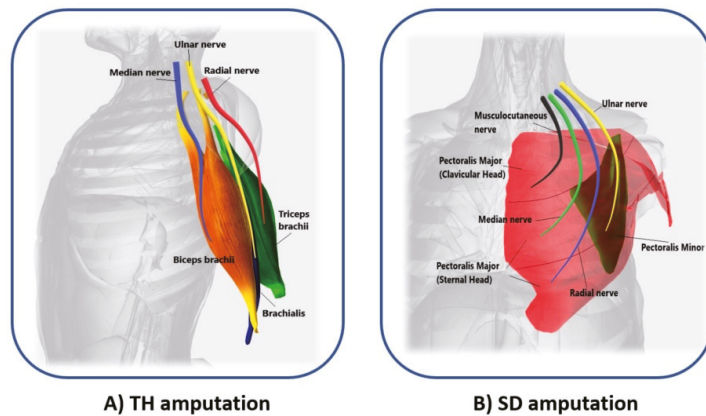 Ulnar nerve
Median nerve
Radial nerve
Triceps
brachii
Biceps brachii
Brachialis
A) TH amputation
Ulnar nerve
Musculocutaneous
nerve
Pectoralis Major
(Clavicular Head)
Median nerve
Pectoralis Minor
Pectoralis Major
(Sternal Head)
Radial nerve
B) SD amputation